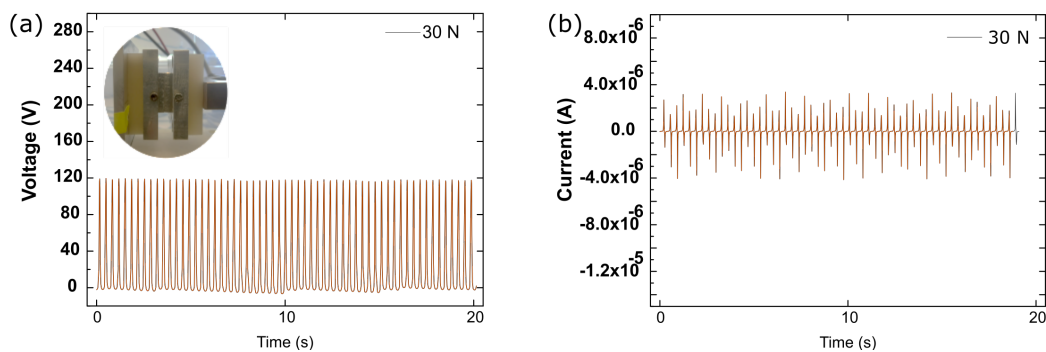 (a)
30 N
Voltage (V)
280
240
200
160
120
80
40
0
0
10
20
Time (s)
(b)
30 N
Current (A)
8.0x10⁻⁶
4.0x10⁻⁶
0.0
-4.0x10⁻⁶
-8.0x10⁻⁶
-1.2x10⁻⁵
0
10
20
Time (s)